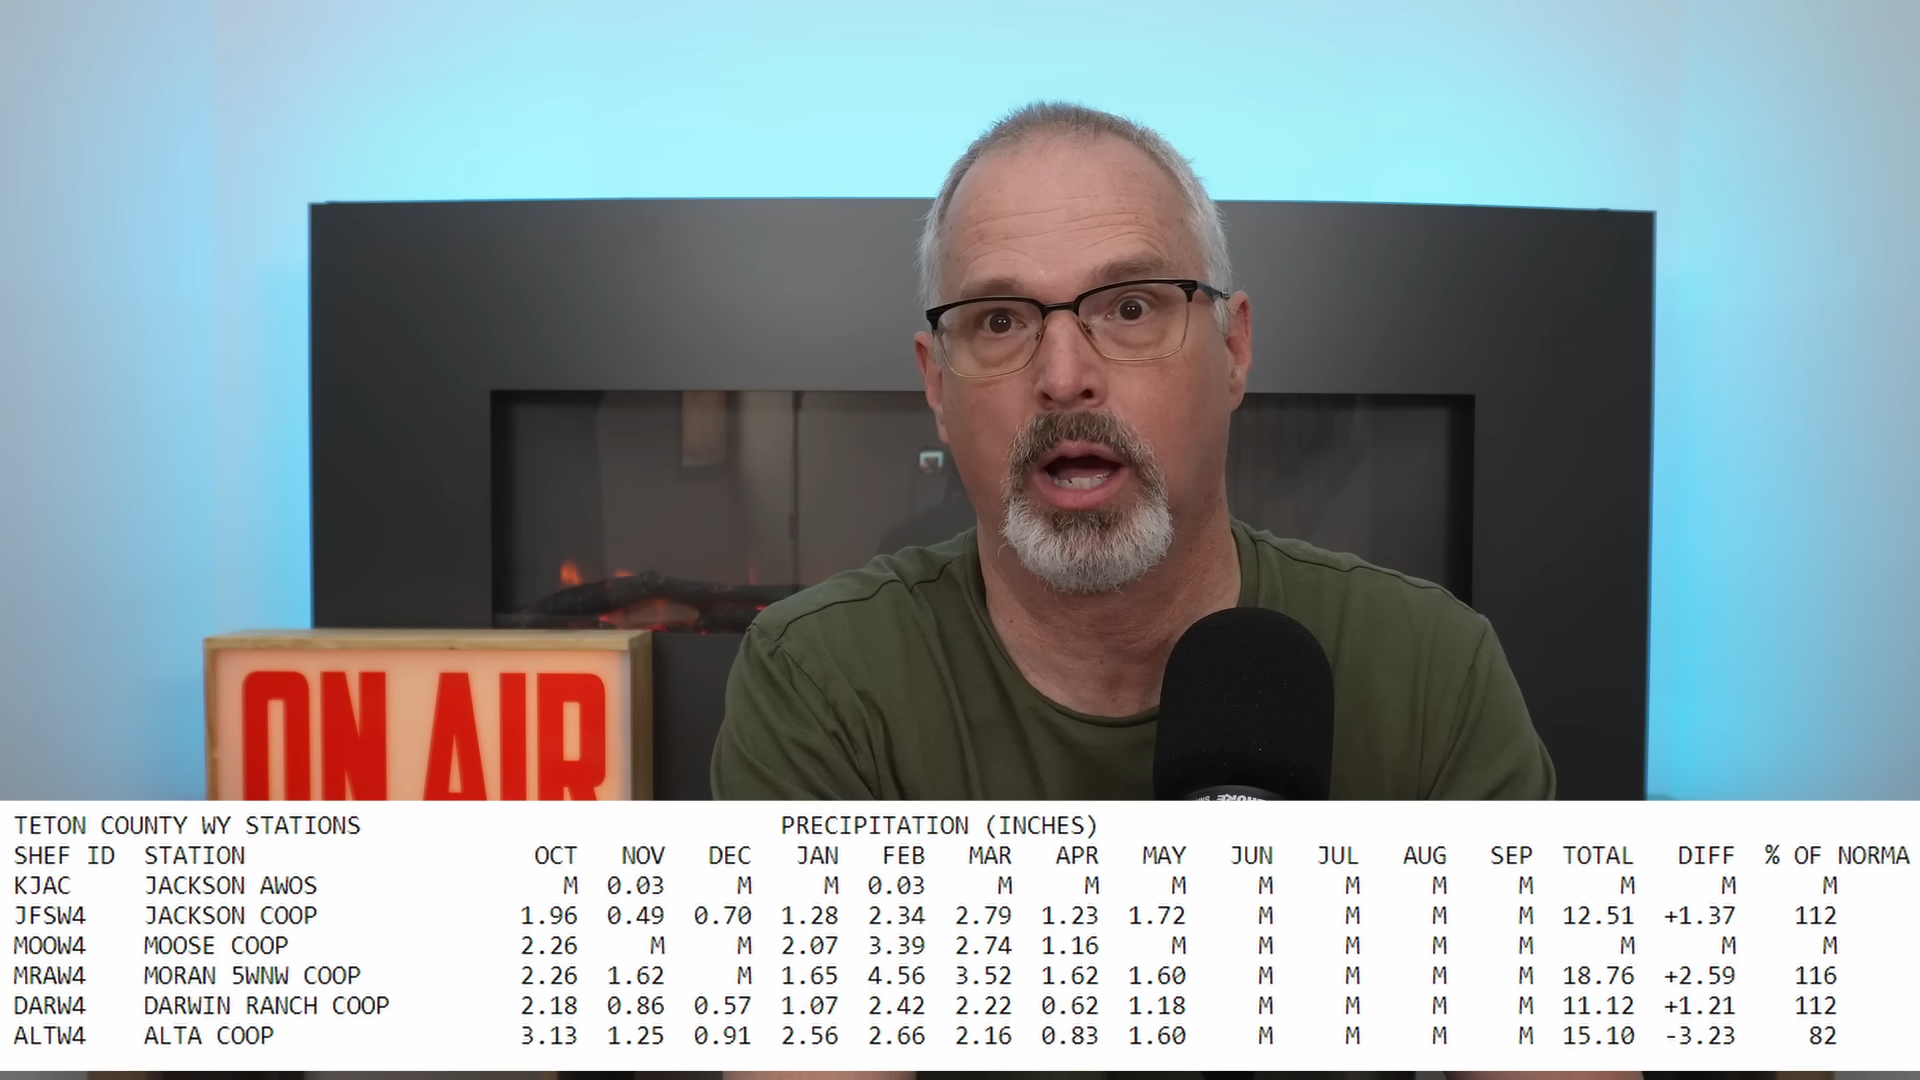 ON AIR
TETON COUNTY WY STATIONS PRECIPITATION (INCHES)
SHEF ID STATION OCT NOV DEC JAN FEB MAR APR MAY JUN JUL AUG SEP TOTAL DIFF % OF NORMA
KJAC JACKSON AWOS M 0.03 M M 0.03 M M M M M M M M M M
JFSW4 JACKSON COOP 1.96 0.49 0.70 1.28 2.34 2.79 1.23 1.72 M M M M 12.51 +1.37 112
MOOW4 MOOSE COOP 2.26 M M 2.07 3.39 2.74 1.16 M M M M M M M M
MRAW4 MORAN 5WNW COOP 2.26 1.62 M 1.65 4.56 3.52 1.62 1.60 M M M M 18.76 +2.59 116
DARW4 DARWIN RANCH COOP 2.18 0.86 0.57 1.07 2.42 2.22 0.62 1.18 M M M M 11.12 +1.21 112
ALTW4 ALTA COOP 3.13 1.25 0.91 2.56 2.66 2.16 0.83 1.60 M M M M 15.10 -3.23 82